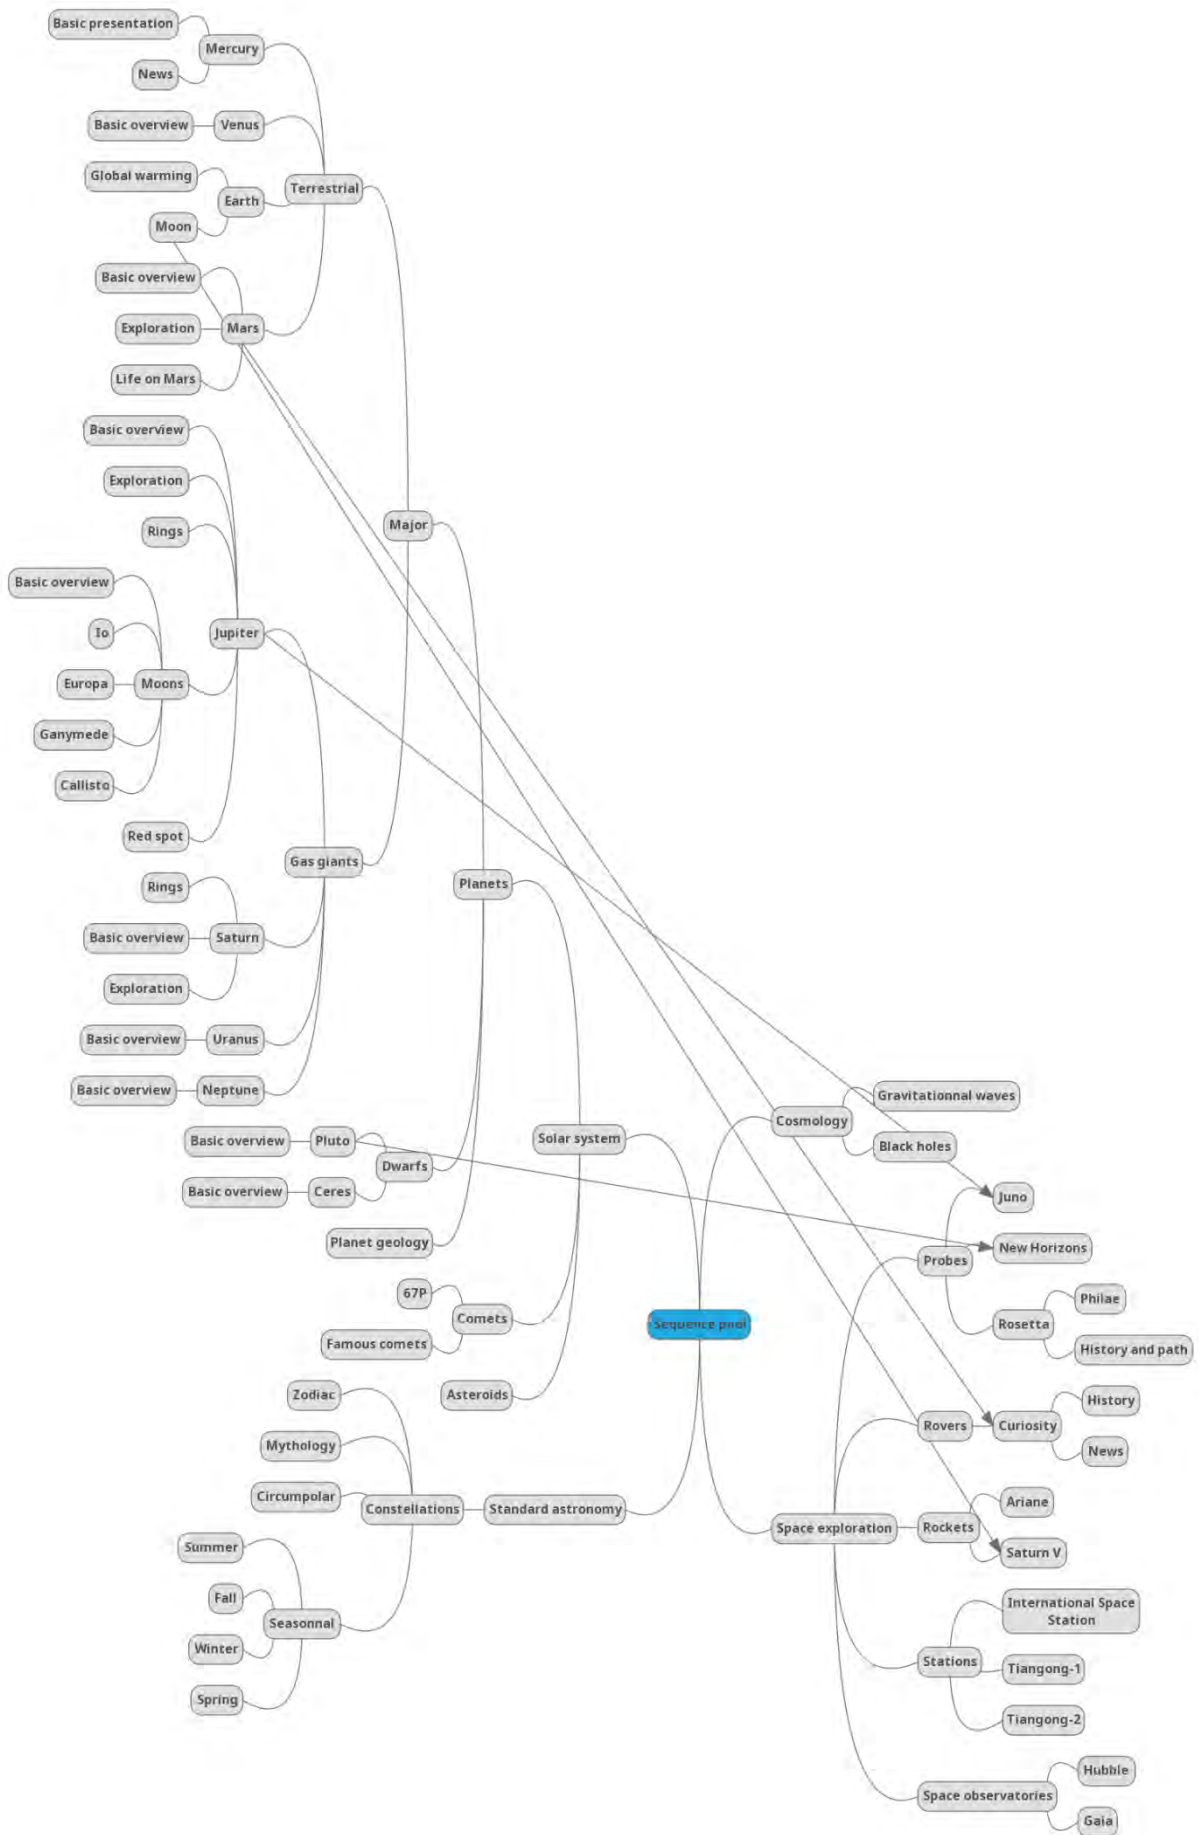 Basic presentation
Mercury
News
Basic overview
Venus
Global warming
Terrestrial
Earth
Moon
Basic overview
Exploration
Mars
Life on Mars
Basic overview
Exploration
Rings
Major
Basic overview
Io
Jupiter
Europa
Moons
Ganymede
Callisto
Red spot
Gas giants
Rings
Planets
Basic overview
Saturn
Exploration
Basic overview
Uranus
Basic overview
Neptune
Gravitationnal waves
Cosmology
Basic overview
Pluto
Solar system
Black holes
Dwarfs
Basic overview
Ceres
Juno
Planet geology
New Horizons
Probes
67P
Philae
Comets
Sequence pool
Rosetta
Famous comets
History and path
Zodiac
Asteroids
History
Rovers
Curiosity
Mythology
News
Circumpolar
Constellations
Standard astronomy
Ariane
Space exploration
Rockets
Summer
Saturn V
Fall
International Space
Station
Seasonnal
Winter
Stations
Tiangong-1
Spring
Tiangong-2
Hubble
Space observatories
Gaia